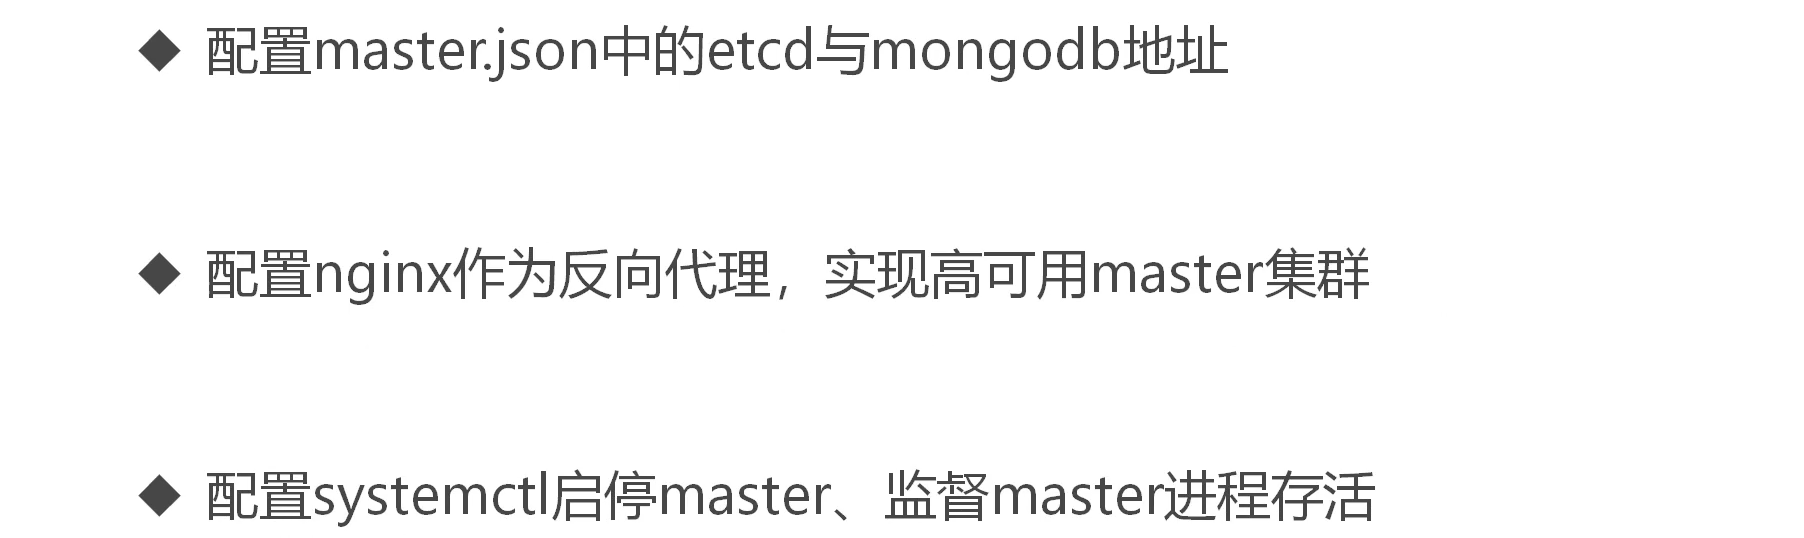 ◆ 配置master.json中的etcd与mongodb地址
◆ 配置nginx作为反向代理，实现高可用master集群
◆ 配置systemctl启停master、监督master进程存活